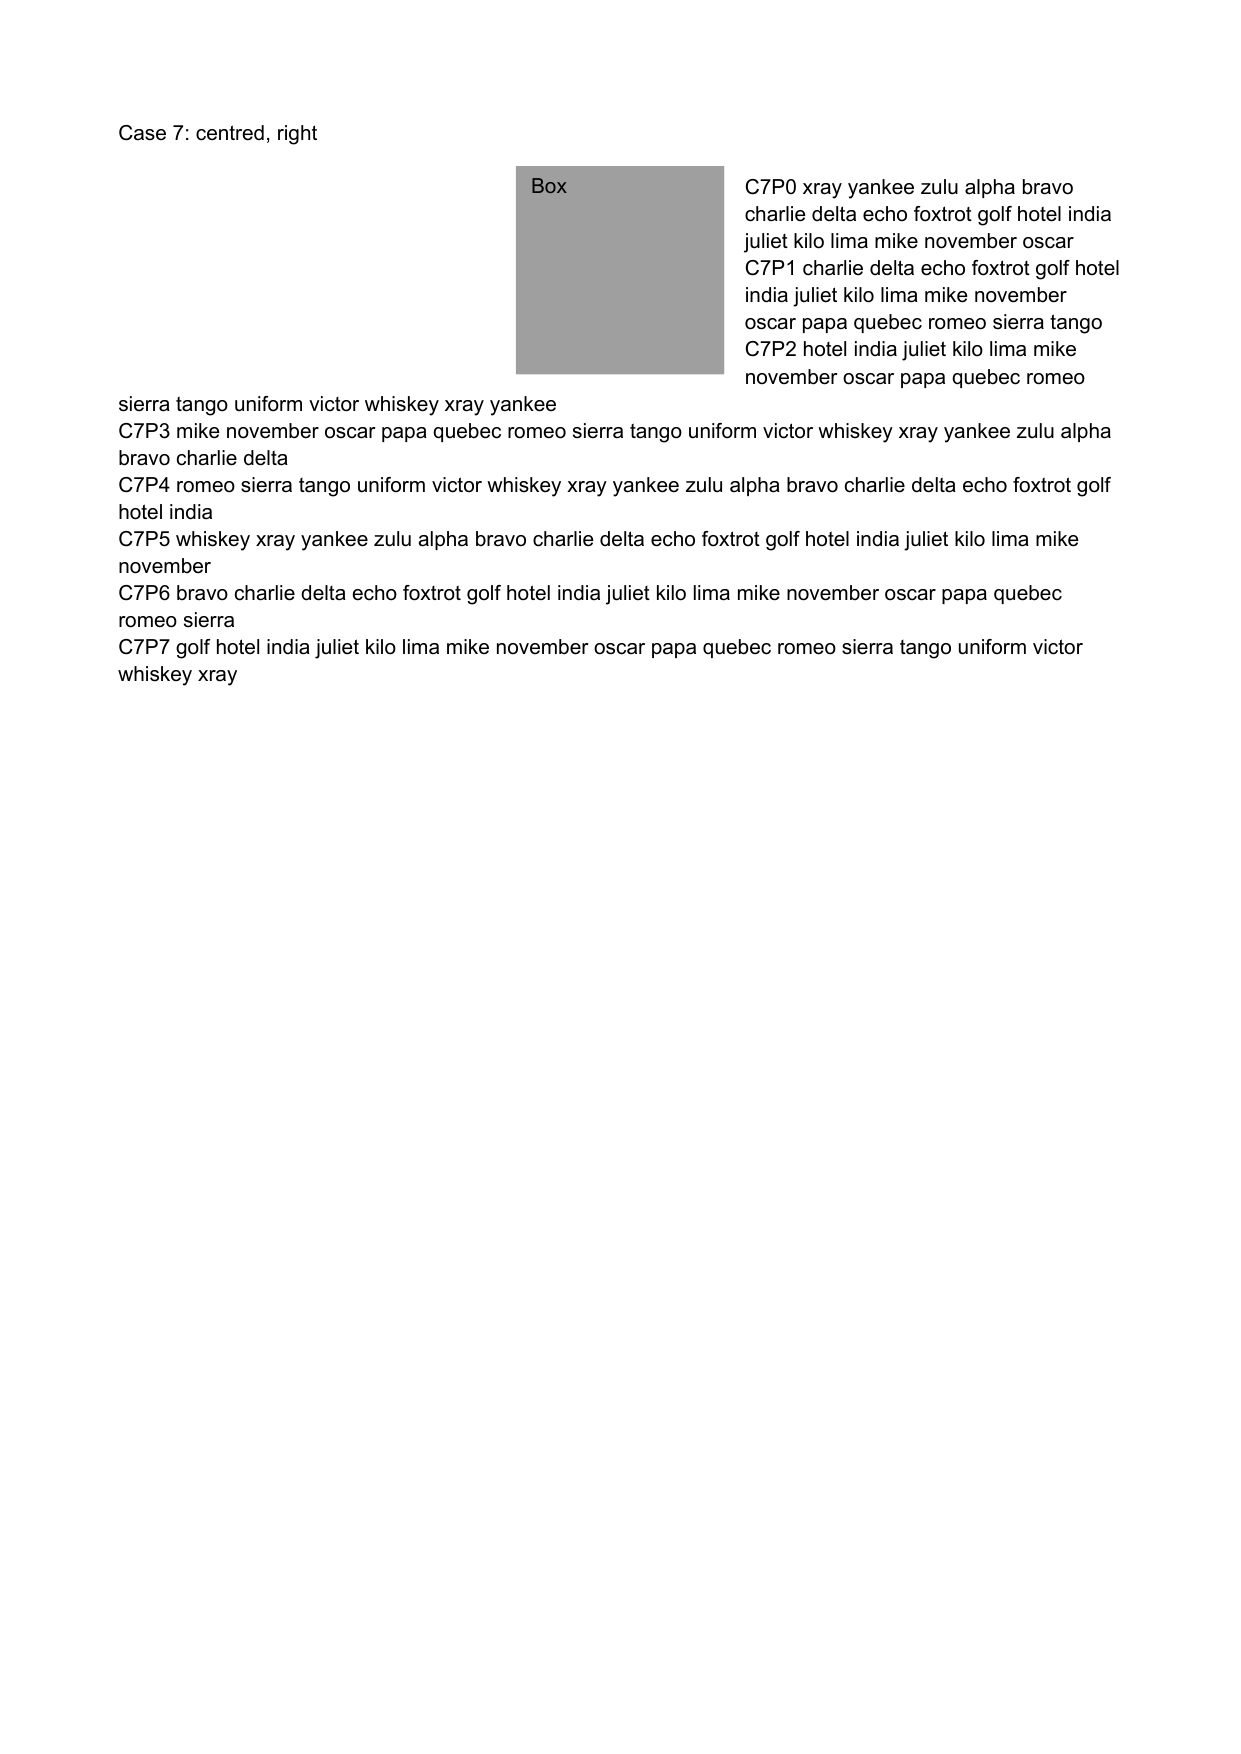 Case 7: centred, right
Box
C7P0 xray yankee zulu alpha bravo
charlie delta echo foxtrot golf hotel india
juliet kilo lima mike november oscar
C7P1 charlie delta echo foxtrot golf hotel
india juliet kilo lima mike november
oscar papa quebec romeo sierra tango
C7P2 hotel india juliet kilo lima mike
november oscar papa quebec romeo
sierra tango uniform victor whiskey xray yankee
C7P3 mike november oscar papa quebec romeo sierra tango uniform victor whiskey xray yankee zulu alpha
bravo charlie delta
C7P4 romeo sierra tango uniform victor whiskey xray yankee zulu alpha bravo charlie delta echo foxtrot golf
hotel india
C7P5 whiskey xray yankee zulu alpha bravo charlie delta echo foxtrot golf hotel india juliet kilo lima mike
november
C7P6 bravo charlie delta echo foxtrot golf hotel india juliet kilo lima mike november oscar papa quebec
romeo sierra
C7P7 golf hotel india juliet kilo lima mike november oscar papa quebec romeo sierra tango uniform victor
whiskey xray